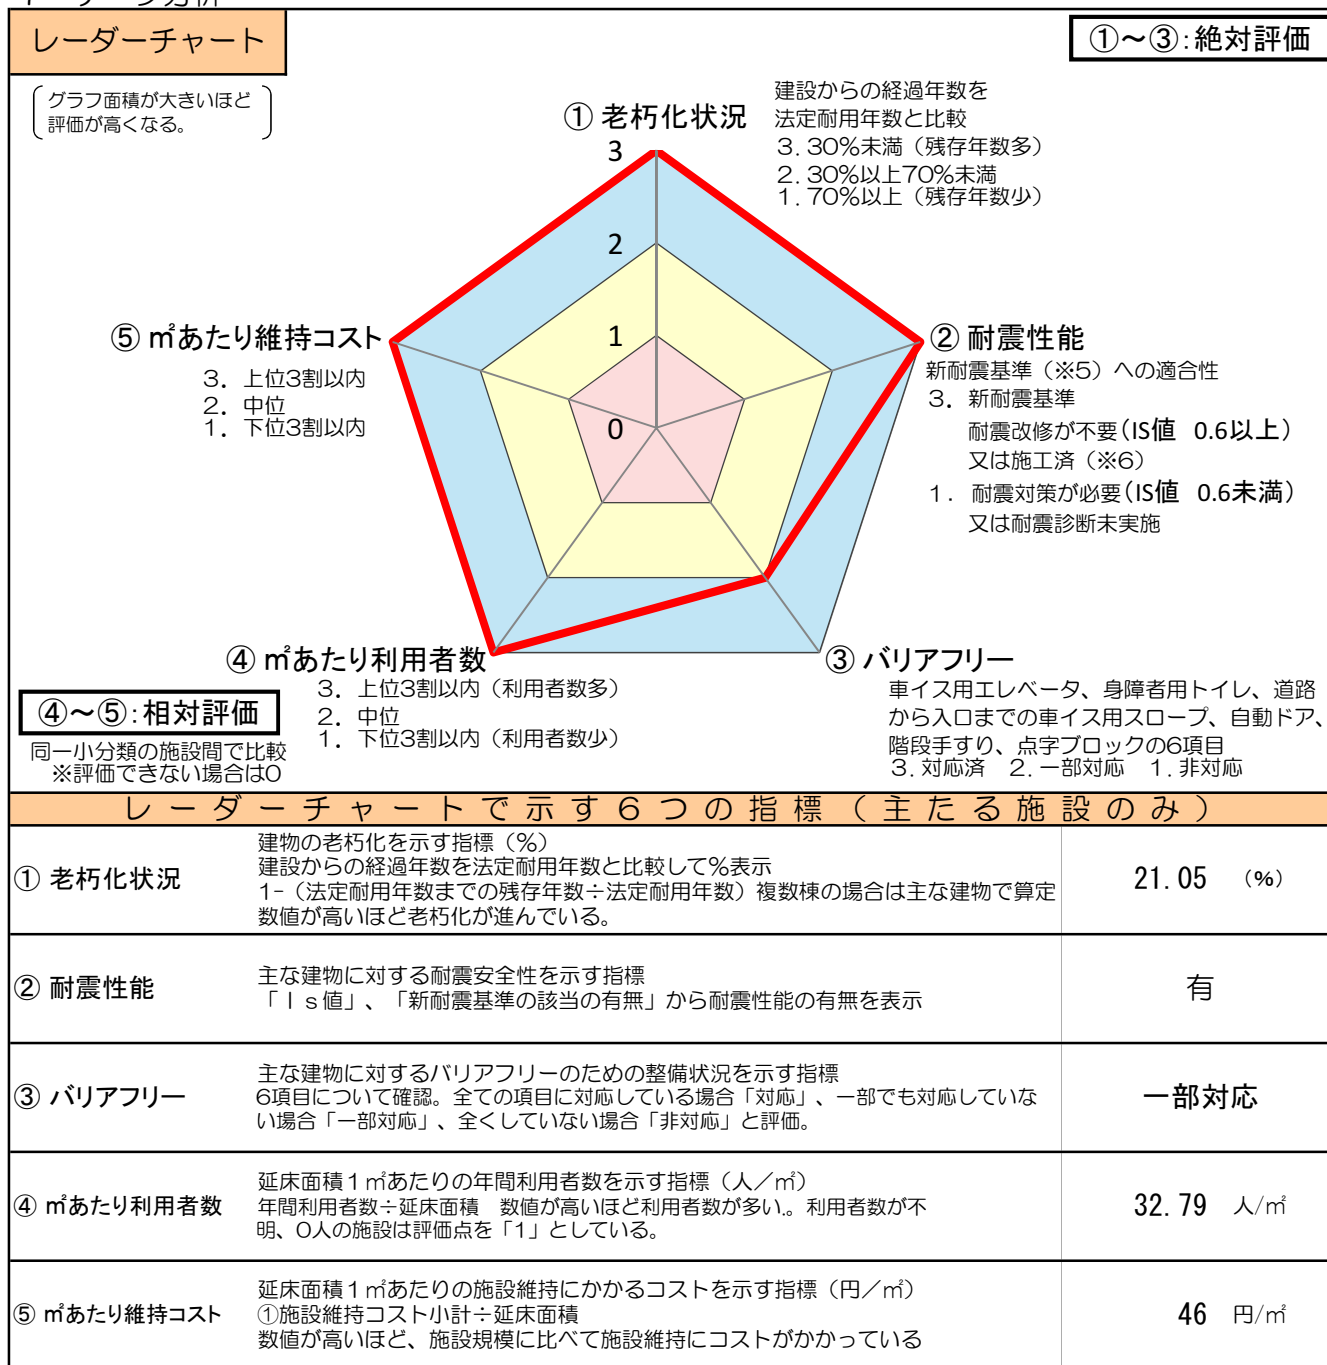 レーダーチャート
①～③:絶対評価
グラフ面積が大きいほど
評価が高くなる。
① 老朽化状況
建設からの経過年数を
法定耐用年数と比較
3. 30%未満（残存年数多）
2. 30%以上70%未満
1. 70%以上（残存年数少）
3
2
1
0
⑤ ㎡あたり維持コスト
3. 上位3割以内
2. 中位
1. 下位3割以内
② 耐震性能
新耐震基準（※5）への適合性
3. 新耐震基準
耐震改修が不要(IS値 0.6以上)
又は施工済（※6）
1. 耐震対策が必要(IS値 0.6未満)
又は耐震診断未実施
④ ㎡あたり利用者数
3. 上位3割以内（利用者数多）
2. 中位
1. 下位3割以内（利用者数少）
③ バリアフリー
車イス用エレベータ、身障者用トイレ、道路
から入口までの車イス用スロープ、自動ドア、
階段手すり、点字ブロックの6項目
3. 対応済 2. 一部対応 1. 非対応
④～⑤:相対評価
同一小分類の施設間で比較
※評価できない場合は0
レーダーチャートで示す6つの指標（主たる施設のみ）
① 老朽化状況
建物の老朽化を示す指標（%）
建設からの経過年数を法定耐用年数と比較して%表示
1-（法定耐用年数までの残存年数÷法定耐用年数）複数棟の場合は主な建物で算定
数値が高いほど老朽化が進んでいる。
21.05 （%）
② 耐震性能
主な建物に対する耐震安全性を示す指標
「Ｉｓ値」、「新耐震基準の該当の有無」から耐震性能の有無を表示
有
③ バリアフリー
主な建物に対するバリアフリーのための整備状況を示す指標
6項目について確認。全ての項目に対応している場合「対応」、一部でも対応していな
い場合「一部対応」、全くしていない場合「非対応」と評価。
一部対応
④ ㎡あたり利用者数
延床面積１㎡あたりの年間利用者数を示す指標（人／㎡）
年間利用者数÷延床面積 数値が高いほど利用者数が多い。利用者数が不
明、0人の施設は評価点を「1」としている。
32.79 人/㎡
⑤ ㎡あたり維持コスト
延床面積１㎡あたりの施設維持にかかるコストを示す指標（円／㎡）
①施設維持コスト小計÷延床面積
数値が高いほど、施設規模に比べて施設維持にコストがかかっている
46 円/㎡